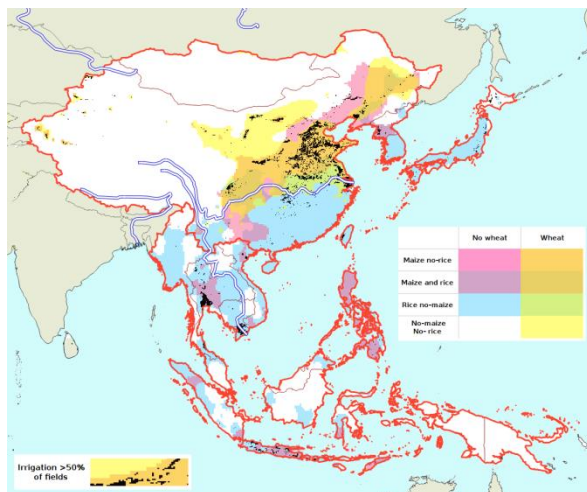 No wheat Wheat
Maize no-rice
Maize and rice
Rice no-maize
No-maize
No- rice
Irrigation >50%
of fields